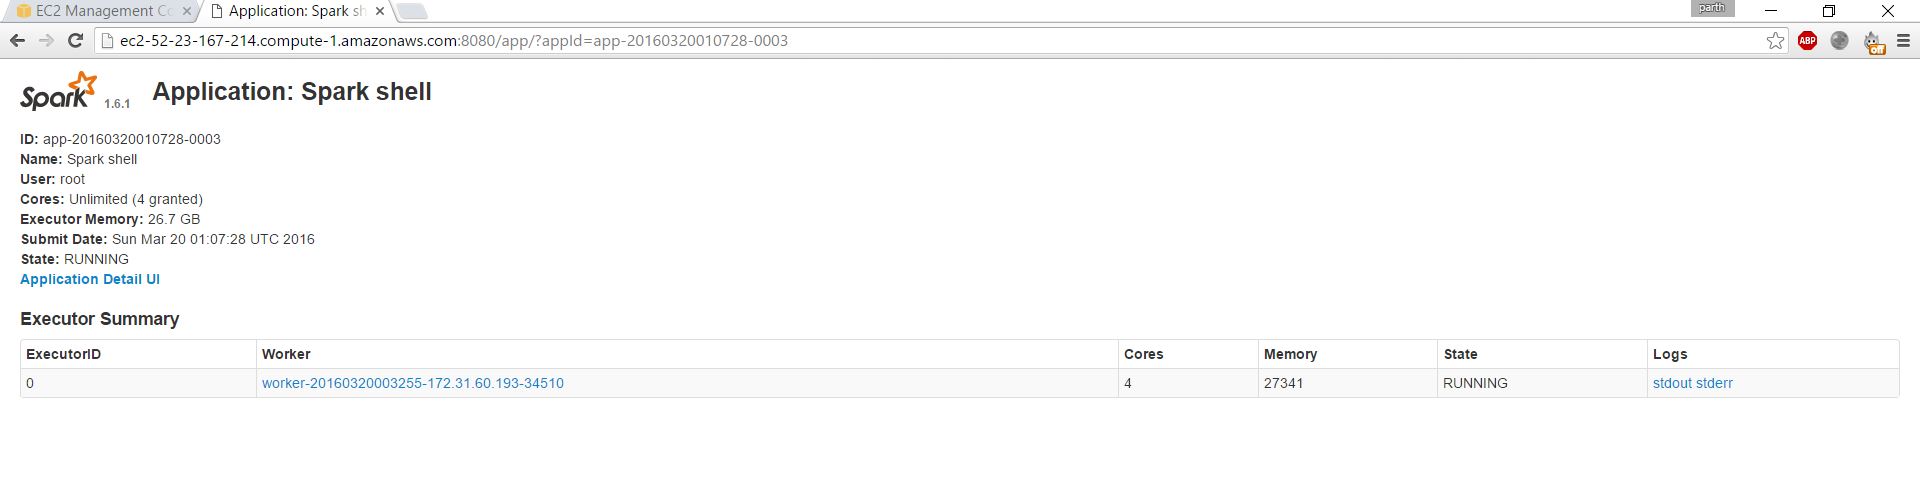 EC2 Management Co
Application: Spark sh
parth
ec2-52-23-167-214.compute-1.amazonaws.com:8080/app/?appId=app-20160320010728-0003
ABP
Off
Spark 1.6.1 Application: Spark shell
ID: app-20160320010728-0003
Name: Spark shell
User: root
Cores: Unlimited (4 granted)
Executor Memory: 26.7 GB
Submit Date: Sun Mar 20 01:07:28 UTC 2016
State: RUNNING
Application Detail UI
Executor Summary
ExecutorID Worker Cores Memory State Logs
0 worker-20160320003255-172.31.60.193-34510 4 27341 RUNNING stdout stderr